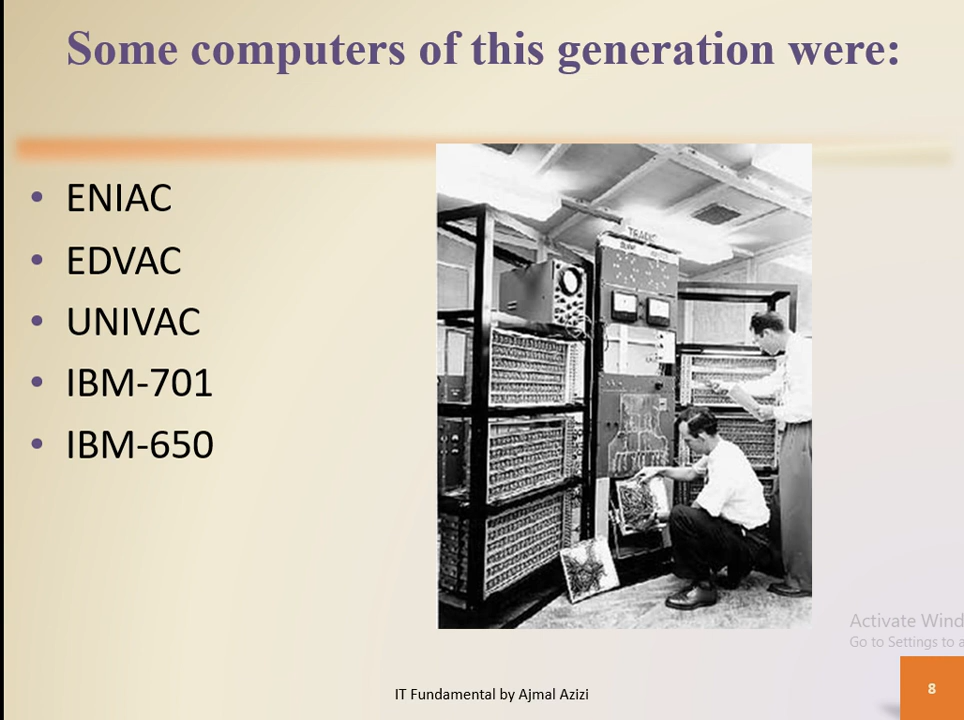 Some computers of this generation were:
• ENIAC
• EDVAC
• UNIVAC
• IBM-701
• IBM-650
TRADIC
Activate Wind
Go to Settings to a
IT Fundamental by Ajmal Azizi
8